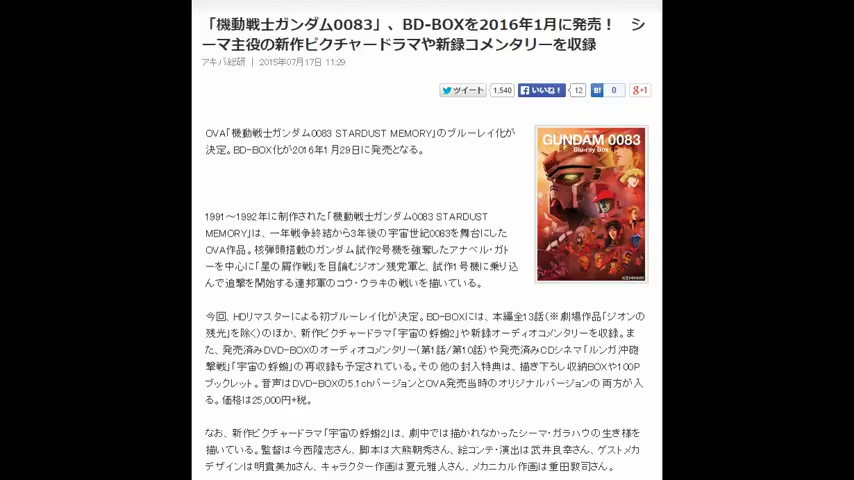 「機動戦士ガンダム0083」、BD-BOXを2016年1月に発売！　シ
ーマ主役の新作ピクチャードラマや新録コメンタリーを収録
アキバ総研 | 2015年07月17日 11:29
ツイート 1,540 いいね！ 12 B! 0 g+1
OVA「機動戦士ガンダム0083 STARDUST MEMORY」のブルーレイ化が
決定。BD-BOX化が2016年1月29日に発売となる。
GUNDAM 0083
Blu-ray Box
1991～1992年に制作された「機動戦士ガンダム0083 STARDUST
MEMORY」は、一年戦争終結から3年後の宇宙世紀0083を舞台にした
OVA作品。核弾頭搭載のガンダム試作2号機を強奪したアナベル・ガト
ーを中心に「星の屑作戦」を目論むジオン残党軍と、試作1号機に乗り込
んで追撃を開始する連邦軍のコウ・ウラキの戦いを描いている。
今回、HDリマスターによる初ブルーレイ化が決定。BD-BOXには、本編全13話（※劇場作品「ジオンの
残光」を除く）のほか、新作ピクチャードラマ「宇宙の蜉蝣2」や新録オーディオコメンタリーを収録。ま
た、発売済みDVD-BOXのオーディオコメンタリー（第1話/第10話）や発売済みCDシネマ「ルンガ沖砲
撃戦」「宇宙の蜉蝣」の再収録も予定されている。その他の封入特典は、描き下ろし収納BOXや100P
ブックレット。音声はDVD-BOXの5.1chバージョンとOVA発売当時のオリジナルバージョンの両方が入
る。価格は25,000円+税。
なお、新作ピクチャードラマ「宇宙の蜉蝣2」は、劇中では描かれなかったシーマ・ガラハウの生き様を
描いている。監督は今西隆志さん、脚本は大熊朝秀さん、絵コンテ・演出は武井良幸さん、ゲストメカ
デザインは明貴美加さん、キャラクター作画は夏元雅人さん、メカニカル作画は重田敦司さん。